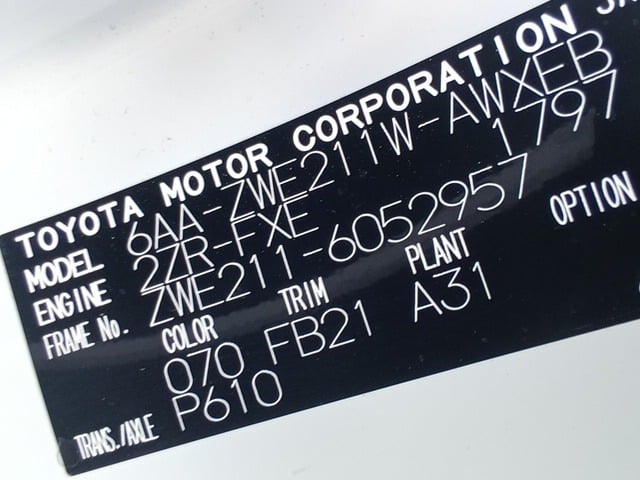 TOYOTA MOTOR CORPORATION
MODEL 6AA-ZWE211W-AWXEB
ENGINE 2ZR-FXE 1797
FRAME No. ZWE211-6052957
COLOR TRIM PLANT OPTION
070 FB21 A31
TRANS./AXLE P610